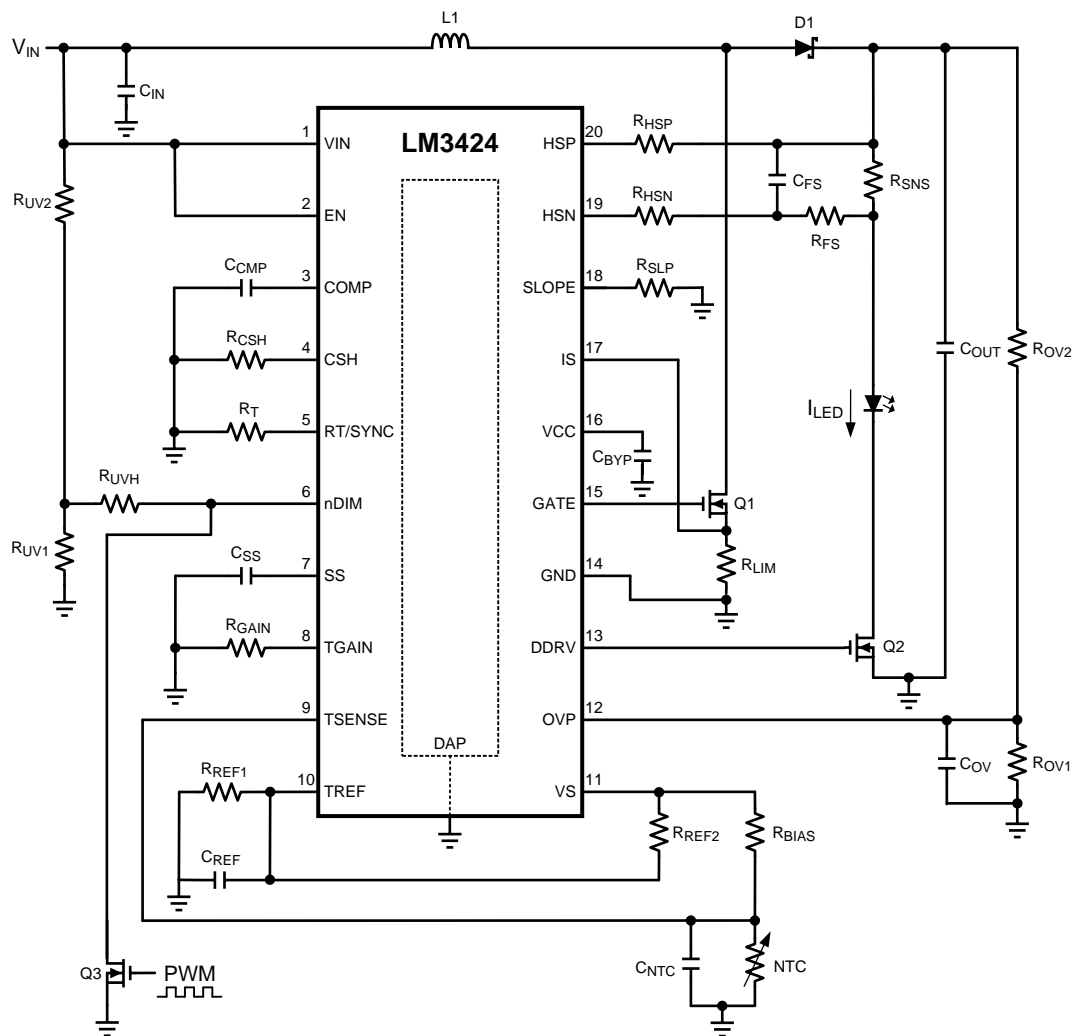 L1
D1
VIN
CIN
LM3424
1
VIN
HSP
20
RHSP
RUV2
CFS
RSNS
2
EN
HSN
19
RHSN
RFS
CCMP
3
COMP
SLOPE
18
RSLP
RCSH
4
CSH
IS
17
COUT
ROV2
RT
5
RT/SYNC
VCC
16
CBYP
ILED
RUVH
6
nDIM
GATE
15
Q1
RUV1
CSS
7
SS
GND
14
RLIM
RGAIN
8
TGAIN
DDRV
13
Q2
9
TSENSE
OVP
12
DAP
COV
ROV1
RREF1
10
TREF
VS
11
RREF2
RBIAS
CREF
Q3
PWM
CNTC
NTC